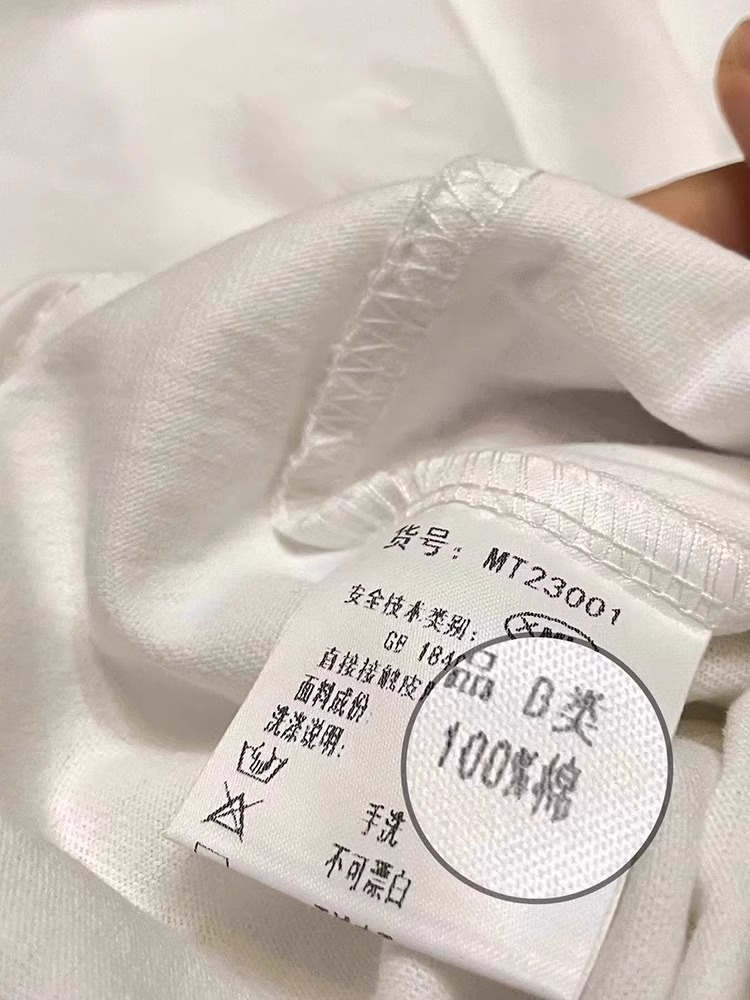 货号: MT23001
安全技术类别:
GB 184
直接接触皮
品 B类
面料成份
100%棉
洗涤说明:
手洗
不可漂白